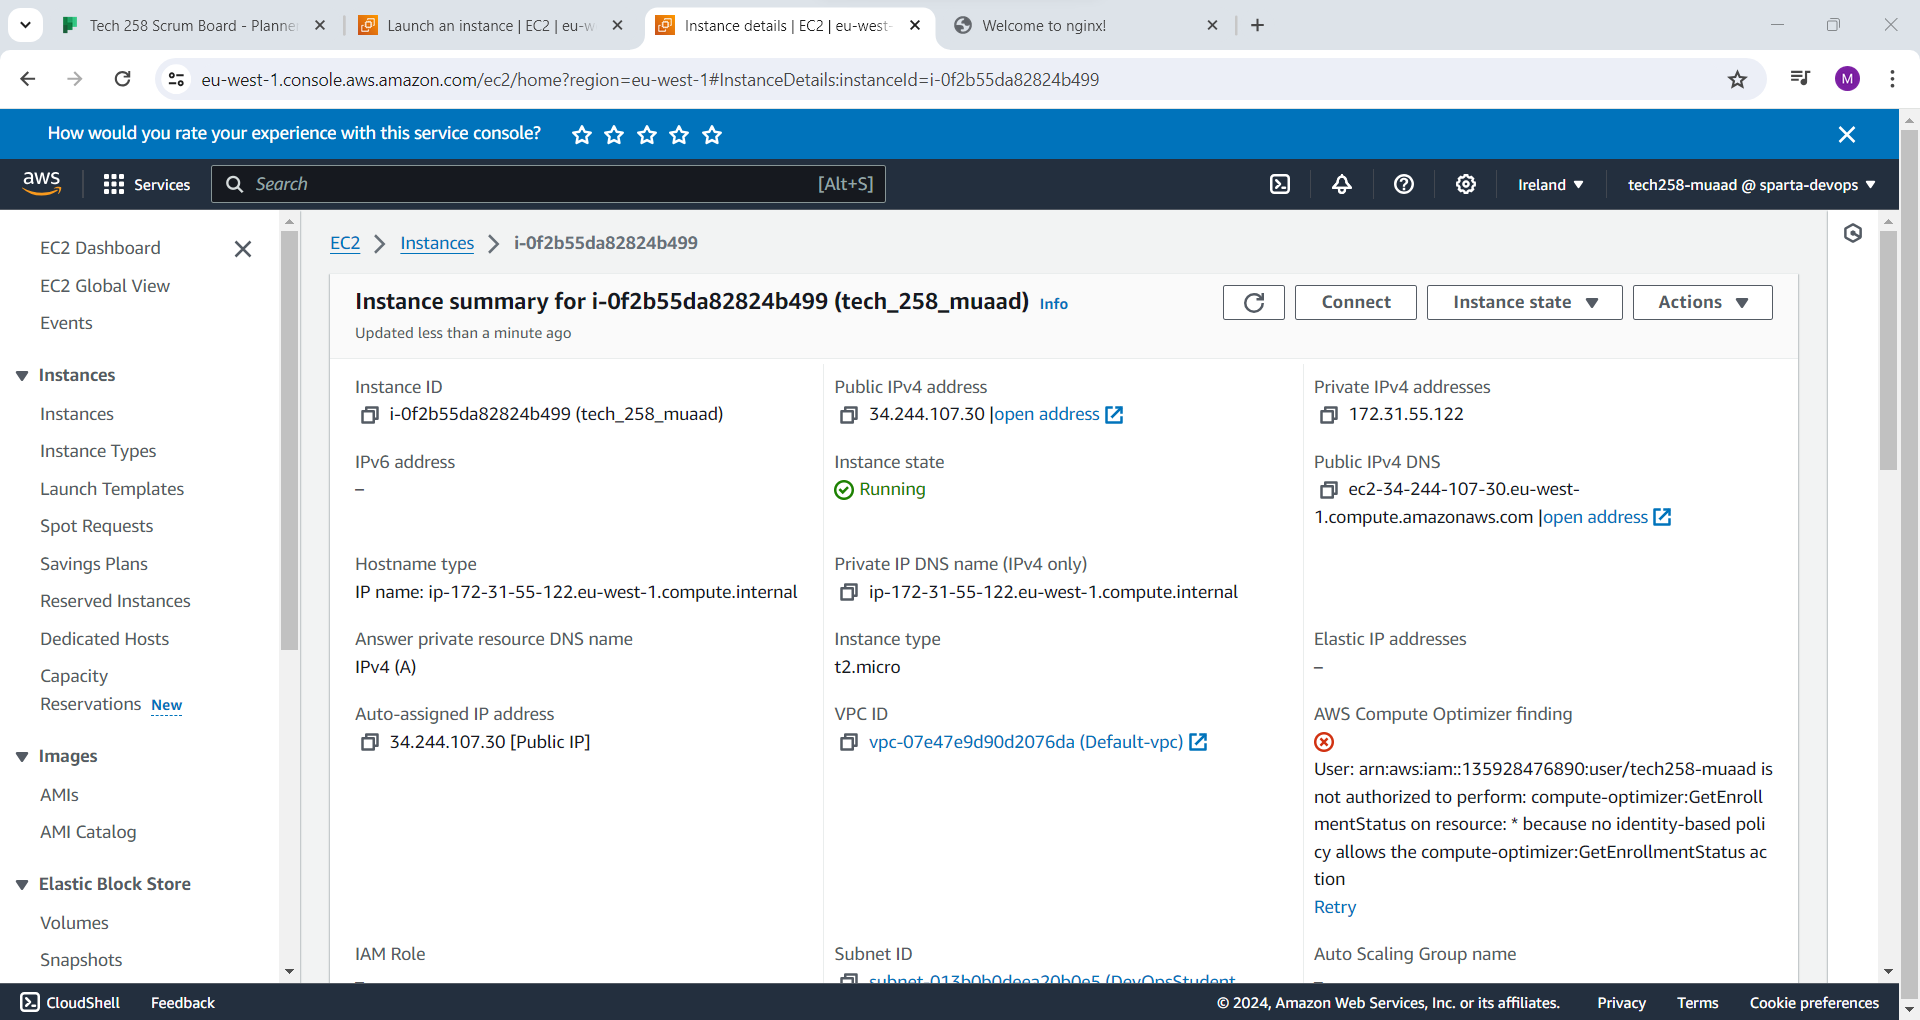 Tech 258 Scrum Board - Planner
Launch an instance | EC2 | eu-w
Instance details | EC2 | eu-west-
Welcome to nginx!
eu-west-1.console.aws.amazon.com/ec2/home?region=eu-west-1#InstanceDetails:instanceId=i-0f2b55da82824b499
M
How would you rate your experience with this service console?
aws
Services
Search
[Alt+S]
Ireland
tech258-muaad @ sparta-devops
EC2 Dashboard
EC2 Global View
Events
Instances
Instances
Instance Types
Launch Templates
Spot Requests
Savings Plans
Reserved Instances
Dedicated Hosts
Capacity
Reservations New
Images
AMIs
AMI Catalog
Elastic Block Store
Volumes
Snapshots
EC2 > Instances > i-0f2b55da82824b499
Instance summary for i-0f2b55da82824b499 (tech_258_muaad) Info
Updated less than a minute ago
Connect
Instance state
Actions
Instance ID
i-0f2b55da82824b499 (tech_258_muaad)
Public IPv4 address
34.244.107.30 |open address
Private IPv4 addresses
172.31.55.122
IPv6 address
–
Instance state
Running
Public IPv4 DNS
ec2-34-244-107-30.eu-west-
1.compute.amazonaws.com |open address
Hostname type
IP name: ip-172-31-55-122.eu-west-1.compute.internal
Private IP DNS name (IPv4 only)
ip-172-31-55-122.eu-west-1.compute.internal
Answer private resource DNS name
IPv4 (A)
Instance type
t2.micro
Elastic IP addresses
–
Auto-assigned IP address
34.244.107.30 [Public IP]
VPC ID
vpc-07e47e9d90d2076da (Default-vpc)
AWS Compute Optimizer finding
User: arn:aws:iam::135928476890:user/tech258-muaad is
not authorized to perform: compute-optimizer:GetEnroll
mentStatus on resource: * because no identity-based poli
cy allows the compute-optimizer:GetEnrollmentStatus ac
tion
Retry
IAM Role
–
Subnet ID
subnet-013b0b0deea20b0e5 (DevOpsStudent
Auto Scaling Group name
–
CloudShell
Feedback
© 2024, Amazon Web Services, Inc. or its affiliates.
Privacy
Terms
Cookie preferences